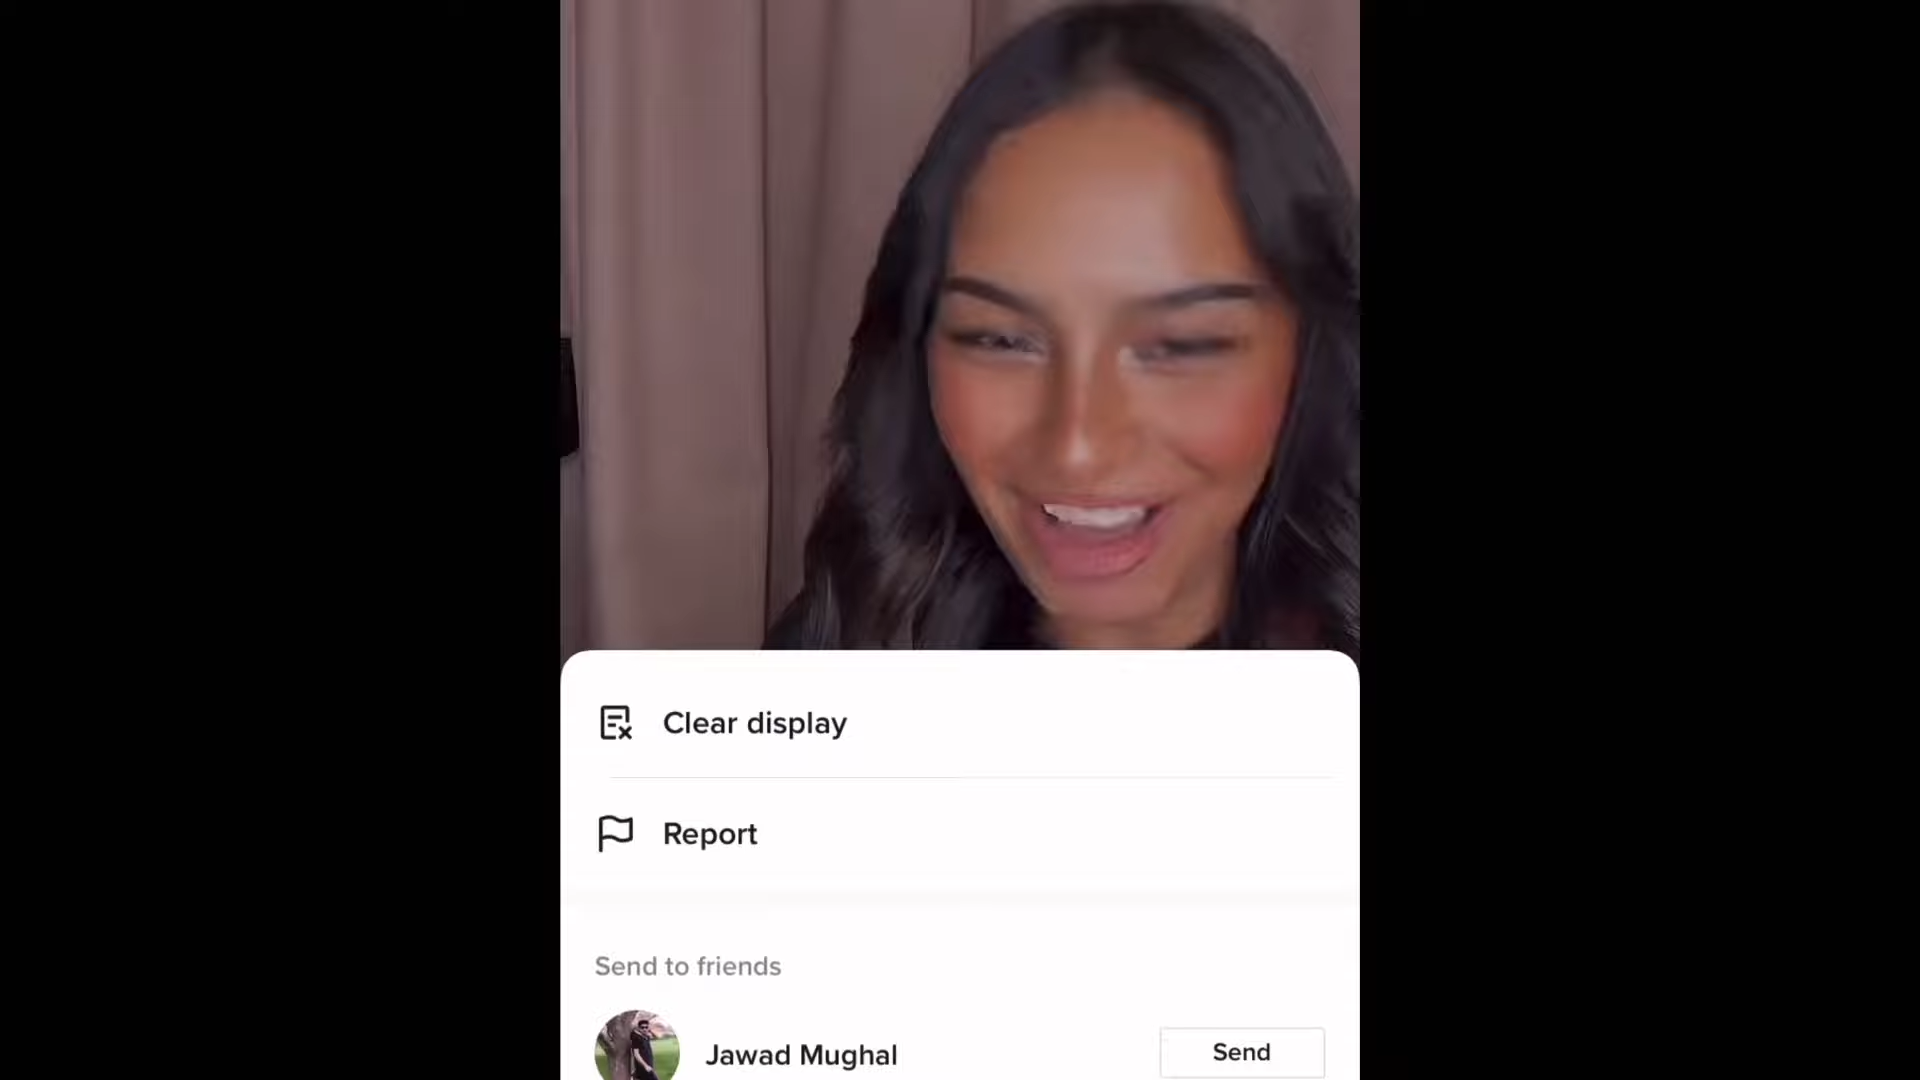 Clear display
Report
Send to friends
Jawad Mughal
Send